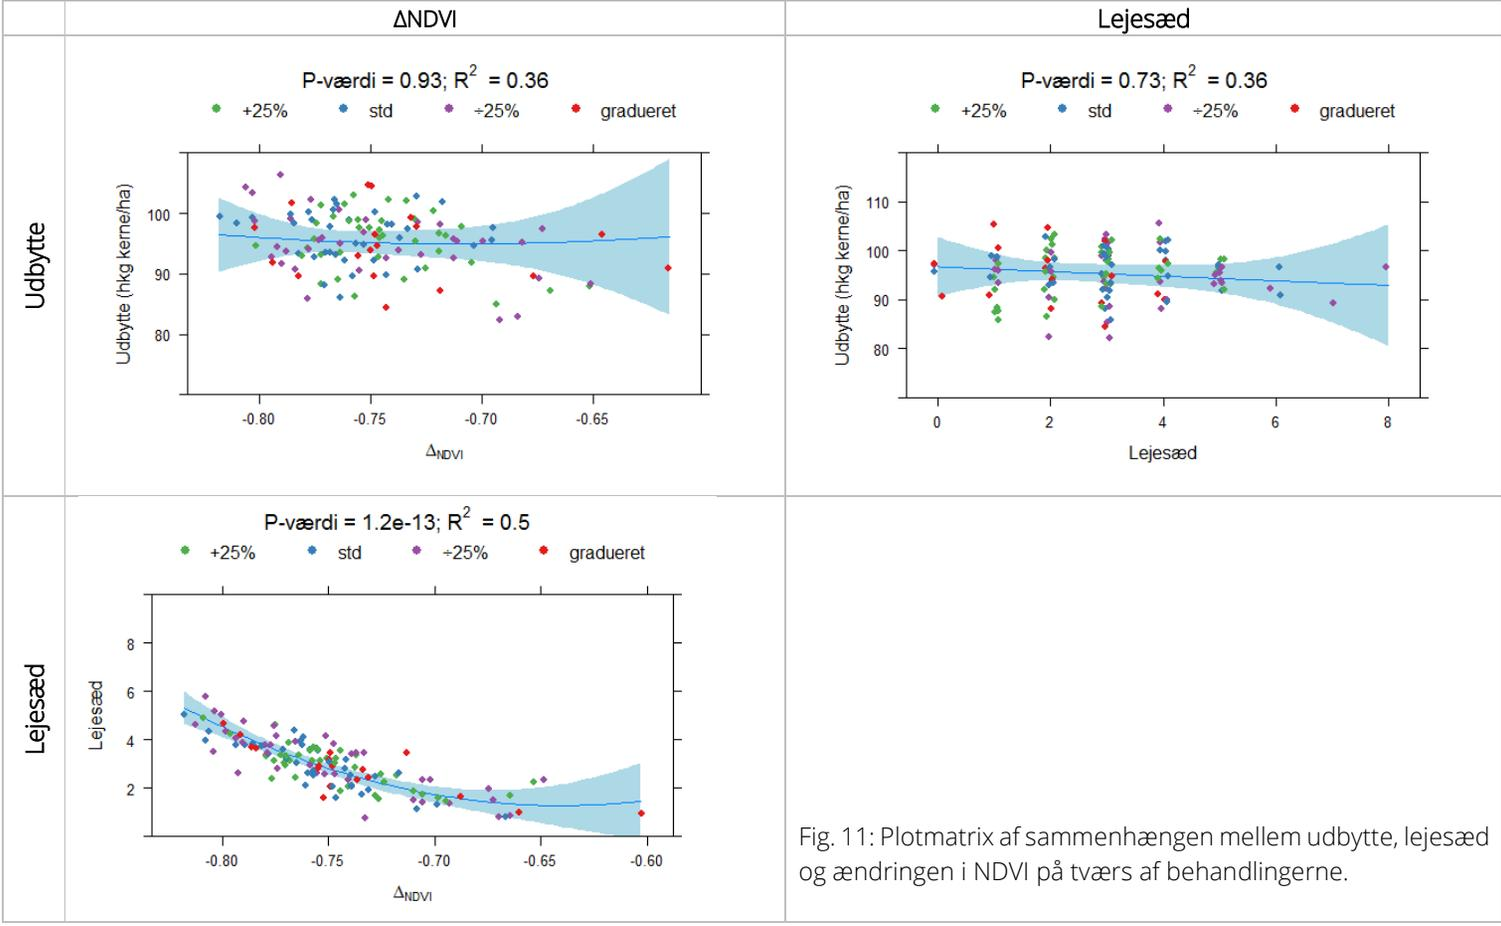 ΔNDVI
Lejesæd
Udbytte
P-værdi = 0.93; R² = 0.36
+25% std ÷25% gradueret
Udbytte (hkg kerne/ha)
100
90
80
-0.80 -0.75 -0.70 -0.65
ΔNDVI
P-værdi = 0.73; R² = 0.36
+25% std ÷25% gradueret
Udbytte (hkg kerne/ha)
110
100
90
80
0 2 4 6 8
Lejesæd
Lejesæd
P-værdi = 1.2e-13; R² = 0.5
+25% std ÷25% gradueret
Lejesæd
8
6
4
2
-0.80 -0.75 -0.70 -0.65 -0.60
ΔNDVI
Fig. 11: Plotmatrix af sammenhængen mellem udbytte, lejesæd
og ændringen i NDVI på tværs af behandlingerne.